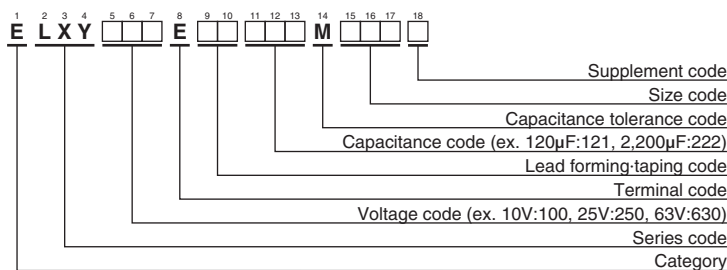 1 2 3 4 5 6 7 8 9 10 11 12 13 14 15 16 17 18
E L X Y E M
Supplement code
Size code
Capacitance tolerance code
Capacitance code (ex. 120μF:121, 2,200μF:222)
Lead forming·taping code
Terminal code
Voltage code (ex. 10V:100, 25V:250, 63V:630)
Series code
Category